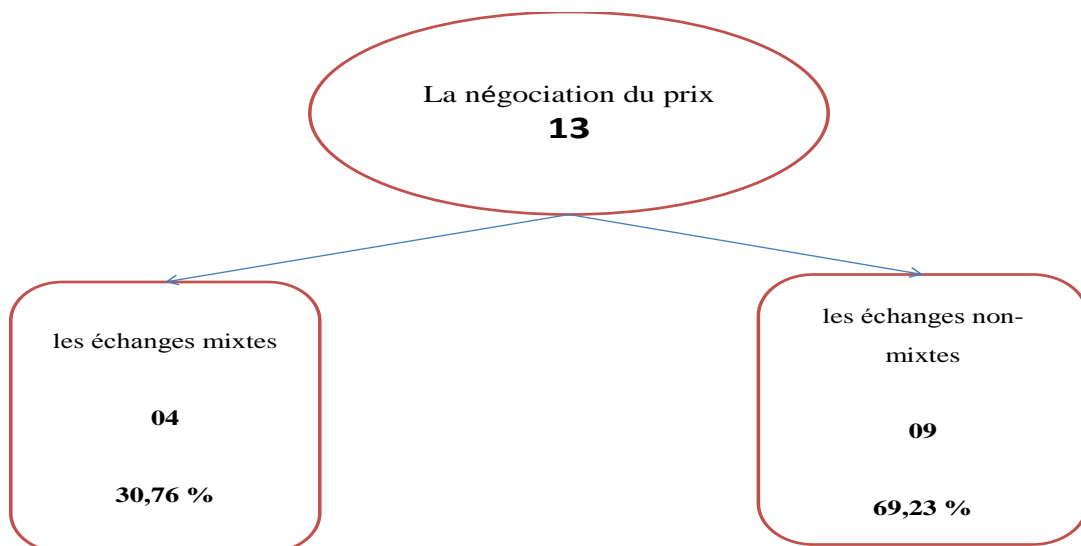 La négociation du prix
13
les échanges mixtes
04
30,76 %
les échanges non-
mixtes
09
69,23 %